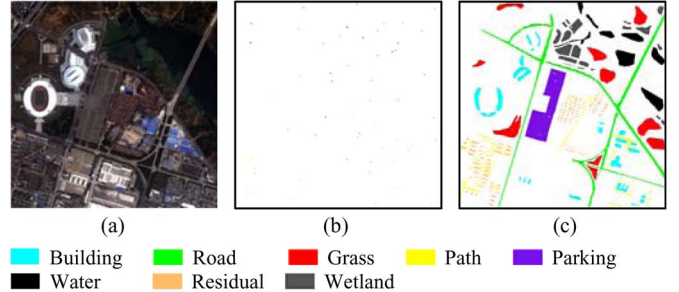 (a) (b) (c)
Building Road Grass Path Parking
Water Residual Wetland